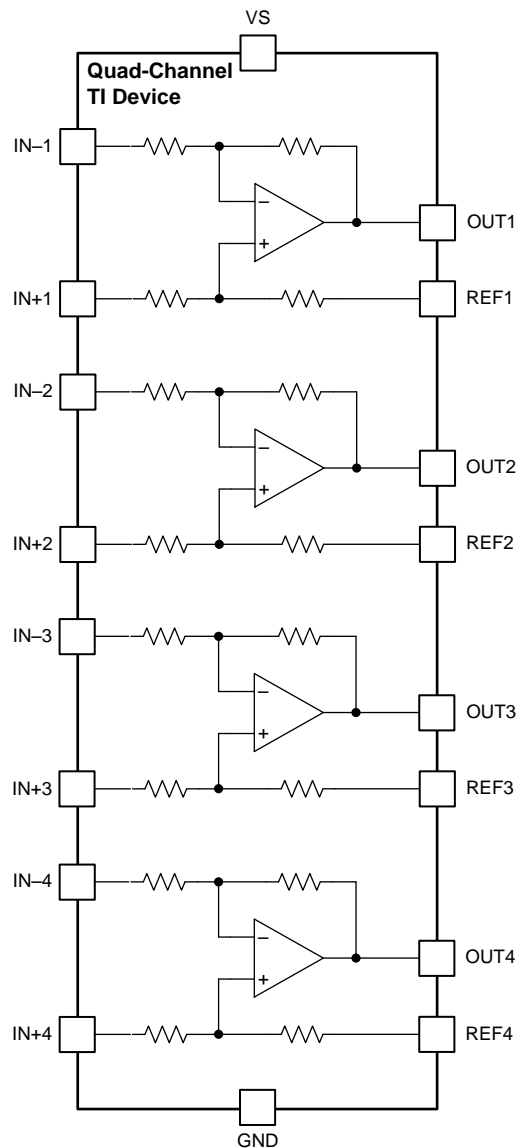 VS
Quad-Channel
TI Device
IN–1
OUT1
IN+1
REF1
IN–2
OUT2
IN+2
REF2
IN–3
OUT3
IN+3
REF3
IN–4
OUT4
IN+4
REF4
GND